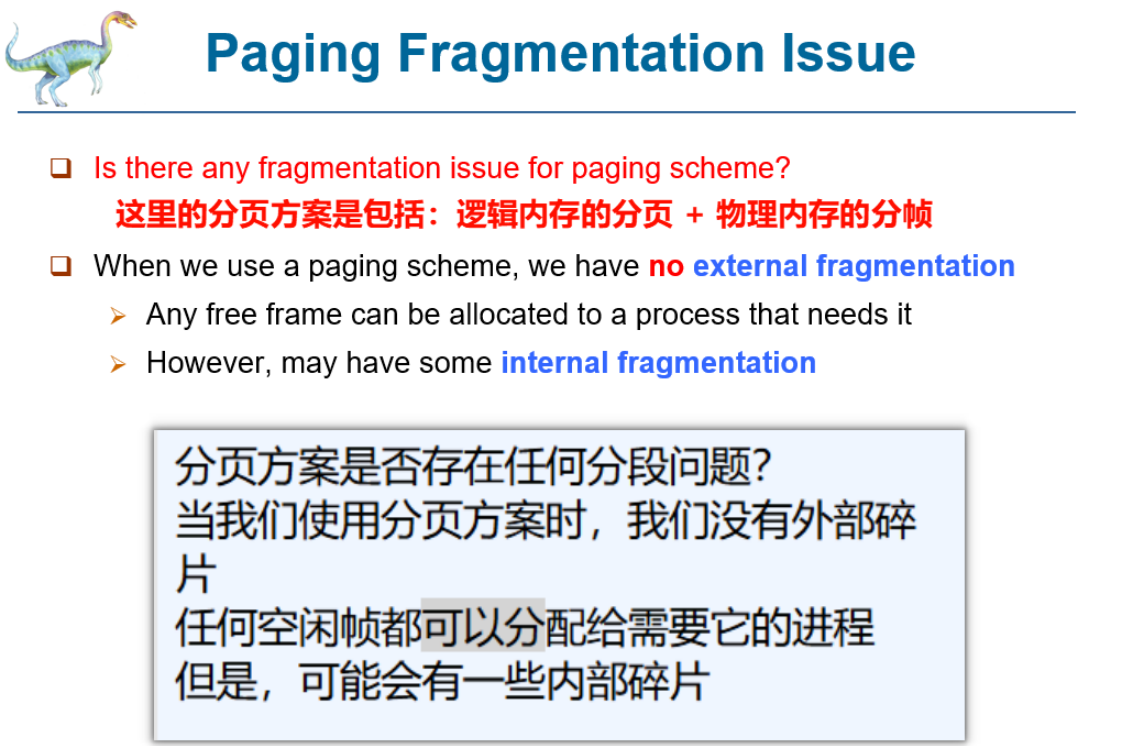 Paging Fragmentation Issue
Is there any fragmentation issue for paging scheme?
这里的分页方案是包括：逻辑内存的分页 + 物理内存的分帧
When we use a paging scheme, we have no external fragmentation
Any free frame can be allocated to a process that needs it
However, may have some internal fragmentation
分页方案是否存在任何分段问题?
当我们使用分页方案时，我们没有外部碎
片
任何空闲帧都可以分配给需要它的进程
但是，可能会有一些内部碎片